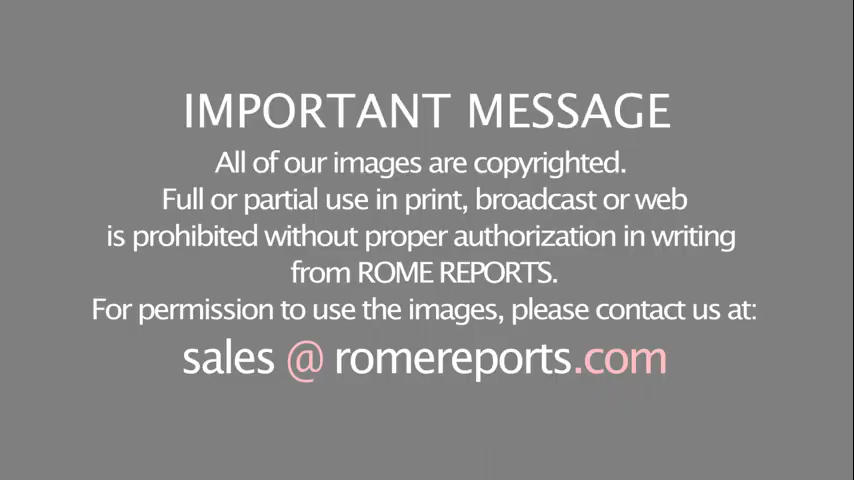 IMPORTANT MESSAGE
All of our images are copyrighted.
Full or partial use in print, broadcast or web
is prohibited without proper authorization in writing
from ROME REPORTS.
For permission to use the images, please contact us at:
sales @ romereports.com